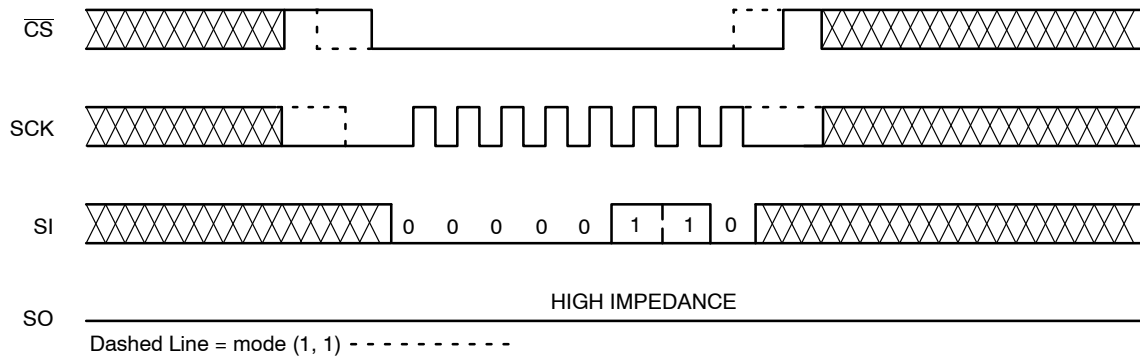 CS
SCK
SI 0 0 0 0 0 1 1 0
HIGH IMPEDANCE
SO
Dashed Line = mode (1, 1) - - - - - - - - - -